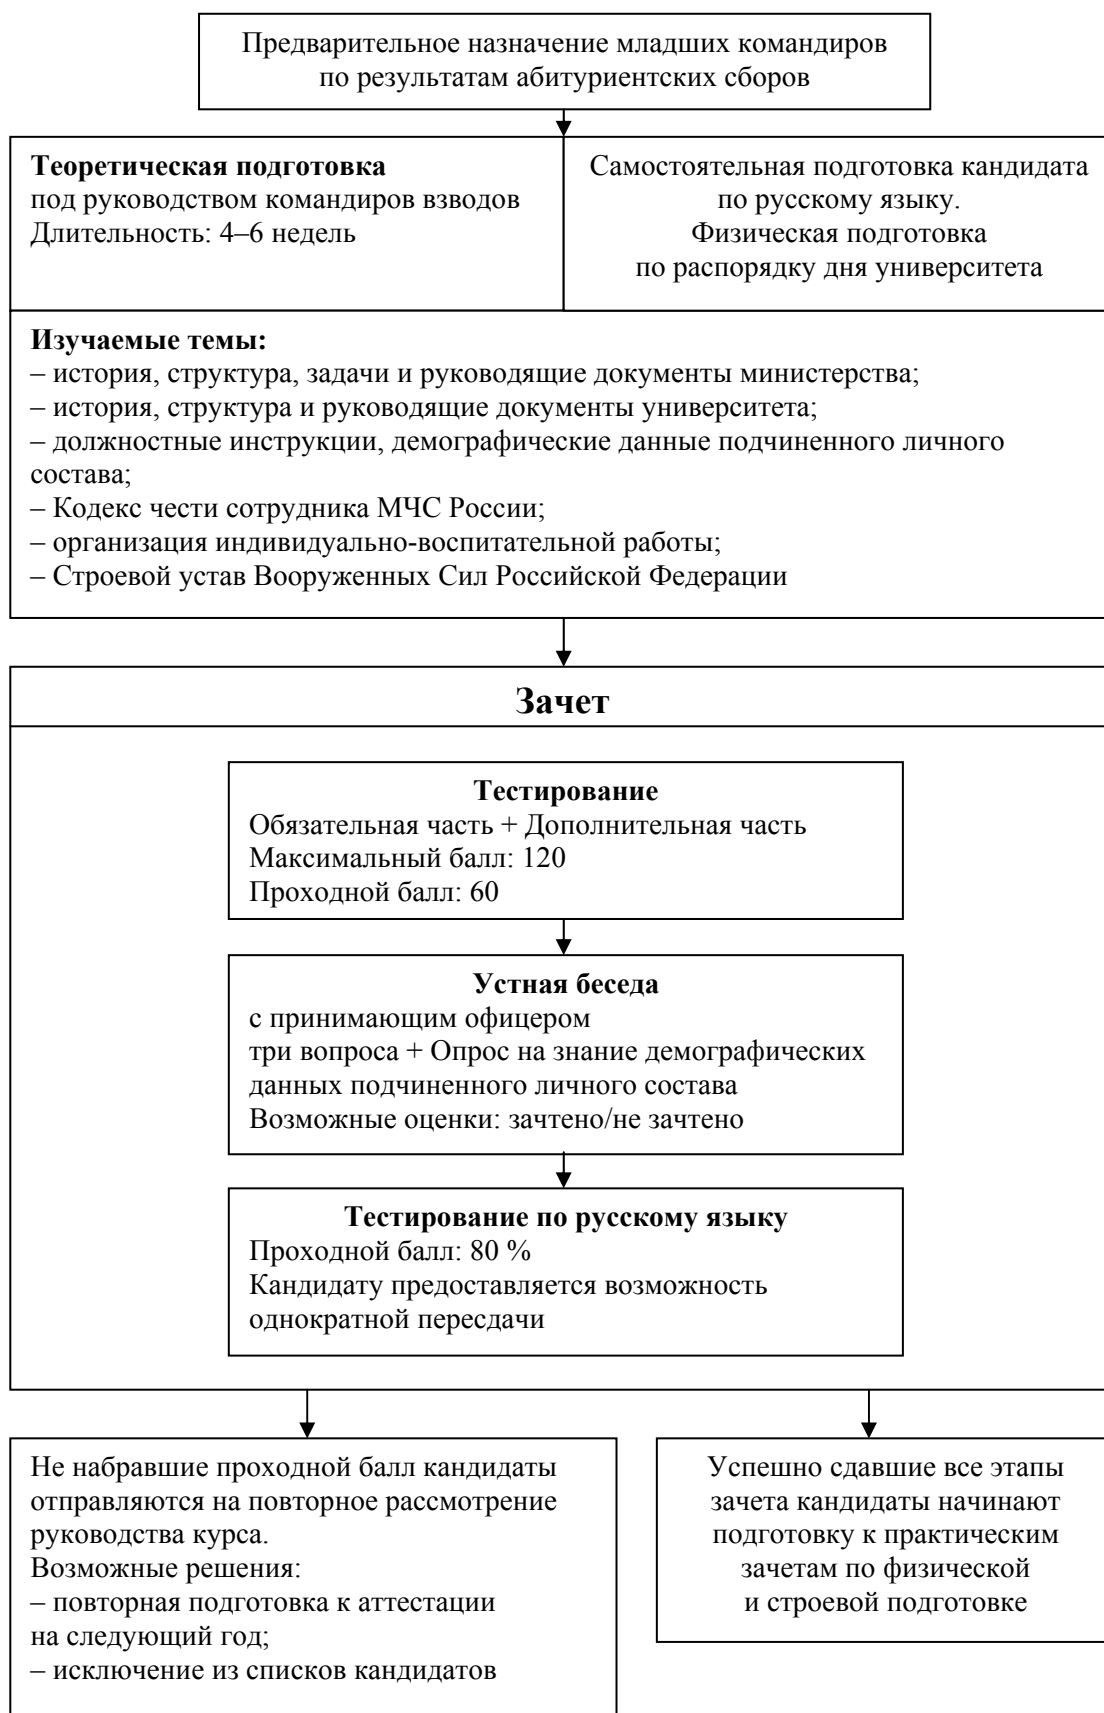 Предварительное назначение младших командиров
по результатам абитуриентских сборов
Теоретическая подготовка
под руководством командиров взводов
Длительность: 4–6 недель
Самостоятельная подготовка кандидата
по русскому языку.
Физическая подготовка
по распорядку дня университета
Изучаемые темы:
– история, структура, задачи и руководящие документы министерства;
– история, структура и руководящие документы университета;
– должностные инструкции, демографические данные подчиненного личного
состава;
– Кодекс чести сотрудника МЧС России;
– организация индивидуально-воспитательной работы;
– Строевой устав Вооруженных Сил Российской Федерации
Зачет
Тестирование
Обязательная часть + Дополнительная часть
Максимальный балл: 120
Проходной балл: 60
Устная беседа
с принимающим офицером
три вопроса + Опрос на знание демографических
данных подчиненного личного состава
Возможные оценки: зачтено/не зачтено
Тестирование по русскому языку
Проходной балл: 80 %
Кандидату предоставляется возможность
однократной пересдачи
Не набравшие проходной балл кандидаты
отправляются на повторное рассмотрение
руководства курса.
Возможные решения:
– повторная подготовка к аттестации
на следующий год;
– исключение из списков кандидатов
Успешно сдавшие все этапы
зачета кандидаты начинают
подготовку к практическим
зачетам по физической
и строевой подготовке